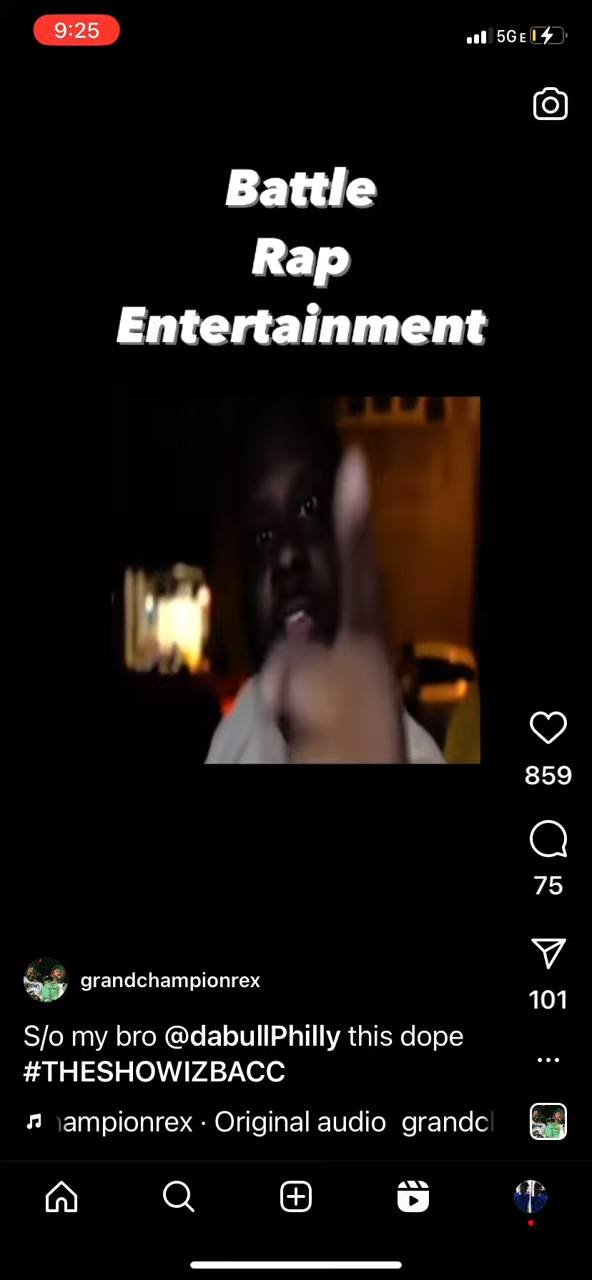 9:25
5GE
Battle
Rap
Entertainment
859
75
101
grandchampionrex
S/o my bro @dabullPhilly this dope
#THESHOWIZBACC
ampionrex · Original audio grandc